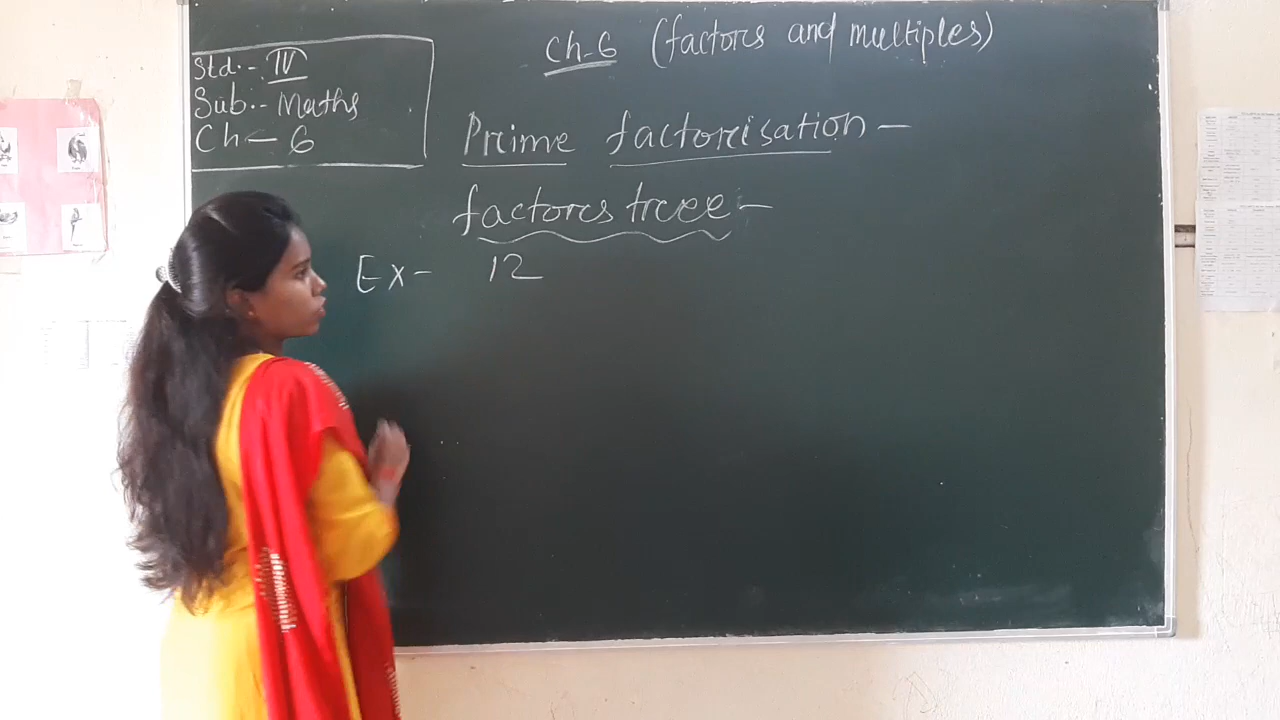 Std:- IV
Sub:- Maths
Ch - 6
Ch-6 (factors and multiples)
Prime factorisation -
factors tree -
Ex- 12